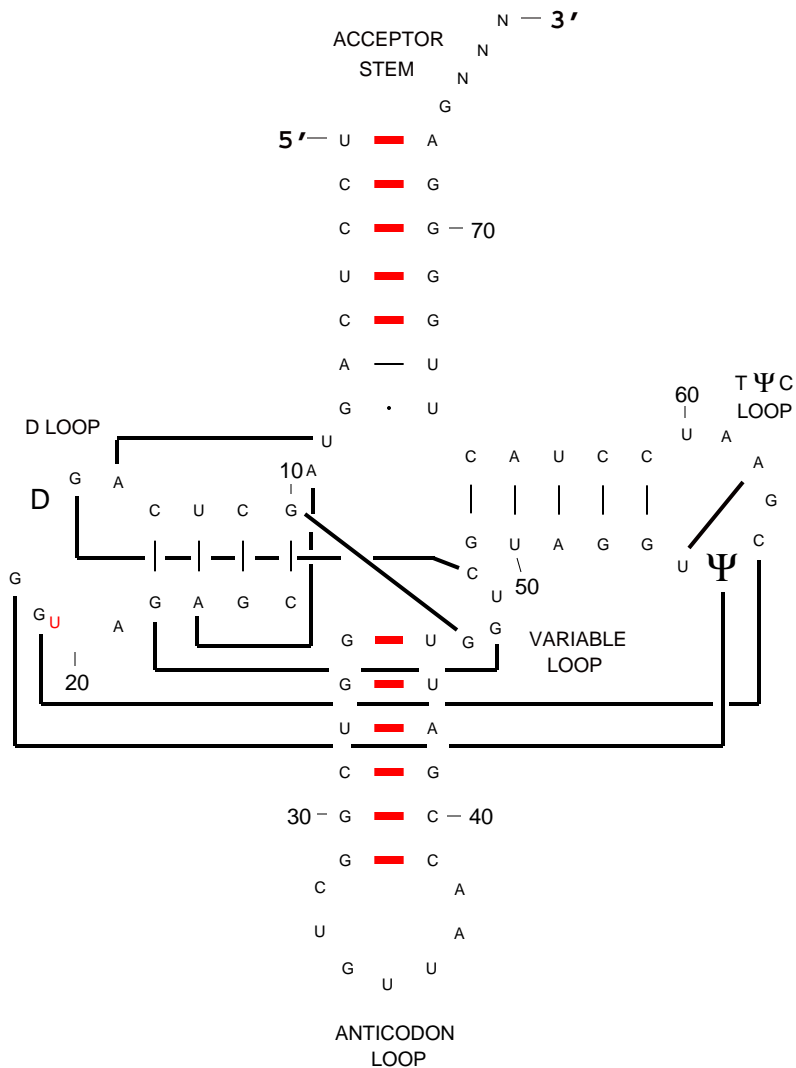 N — 3′
ACCEPTOR
STEM
N
N
G
5′ — U A
C G
C G — 70
U G
C G
A U
G · U
D LOOP
U
A
10
G A
D
C U C G
G
G U
A
G A G C
20
60
T Ψ C
LOOP
U A
A
G
C
C A U C C
G U A G G U Ψ
50
C
U
G
G
VARIABLE
LOOP
G U
G U
U A
C G
30 — G C — 40
G C
C A
U A
G U
U
ANTICODON
LOOP